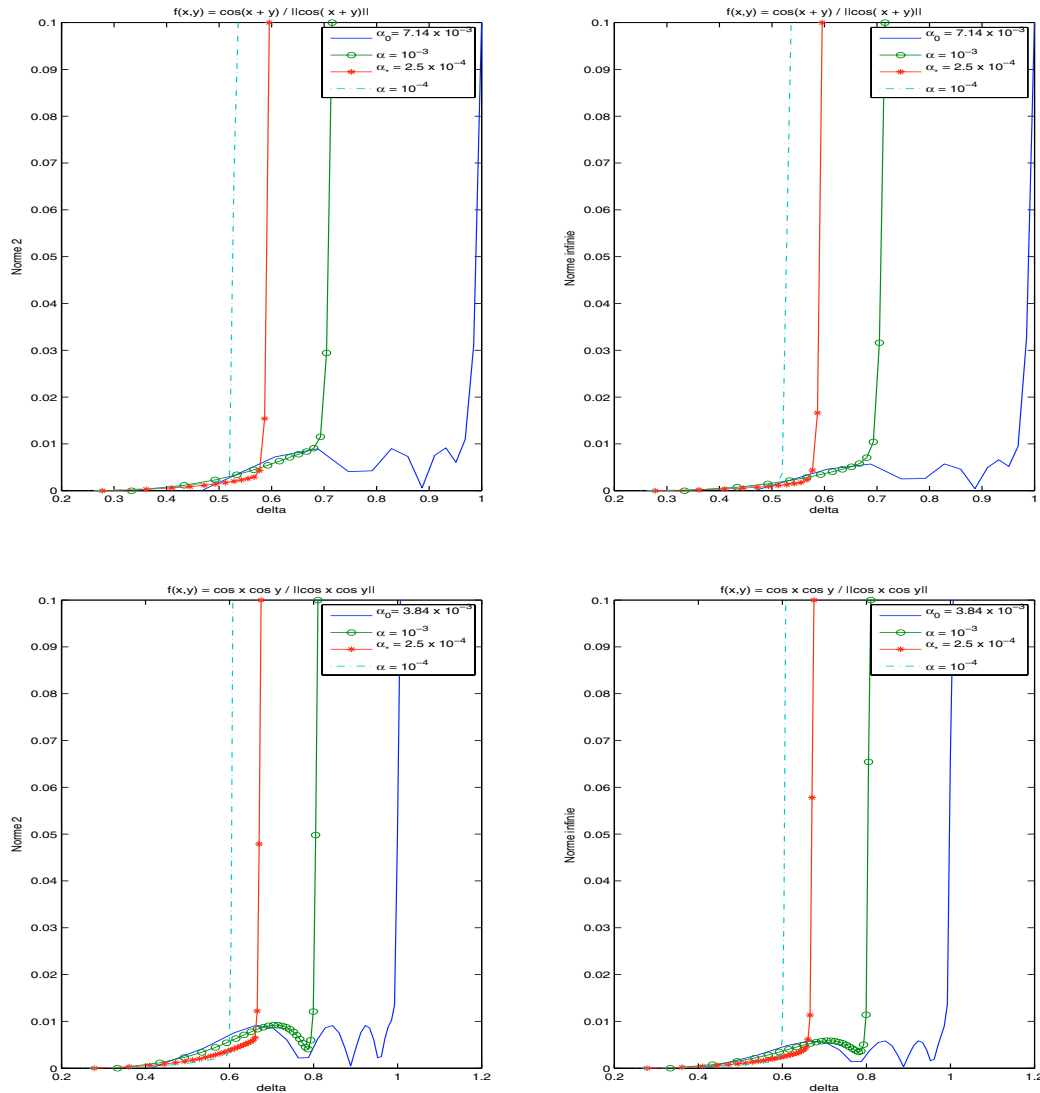 f(x,y) = cos(x + y) / ||cos( x + y)||
α₀ = 7.14 x 10⁻³
α = 10⁻³
α* = 2.5 x 10⁻⁴
α = 10⁻⁴
0.1
0.09
0.08
0.07
0.06
0.05
0.04
0.03
0.02
0.01
0
Norme 2
0.2 0.3 0.4 0.5 0.6 0.7 0.8 0.9 1
delta
f(x,y) = cos(x + y) / ||cos( x + y)||
α₀ = 7.14 x 10⁻³
α = 10⁻³
α* = 2.5 x 10⁻⁴
α = 10⁻⁴
0.1
0.09
0.08
0.07
0.06
0.05
0.04
0.03
0.02
0.01
0
Norme infinie
0.2 0.3 0.4 0.5 0.6 0.7 0.8 0.9 1
delta
f(x,y) = cos x cos y / ||cos x cos y||
α₀ = 3.84 x 10⁻³
α = 10⁻³
α* = 2.5 x 10⁻⁴
α = 10⁻⁴
0.1
0.09
0.08
0.07
0.06
0.05
0.04
0.03
0.02
0.01
0
Norme 2
0.2 0.4 0.6 0.8 1 1.2
delta
f(x,y) = cos x cos y / ||cos x cos y||
α₀ = 3.84 x 10⁻³
α = 10⁻³
α* = 2.5 x 10⁻⁴
α = 10⁻⁴
0.1
0.09
0.08
0.07
0.06
0.05
0.04
0.03
0.02
0.01
0
Norme infinie
0.2 0.4 0.6 0.8 1 1.2
delta